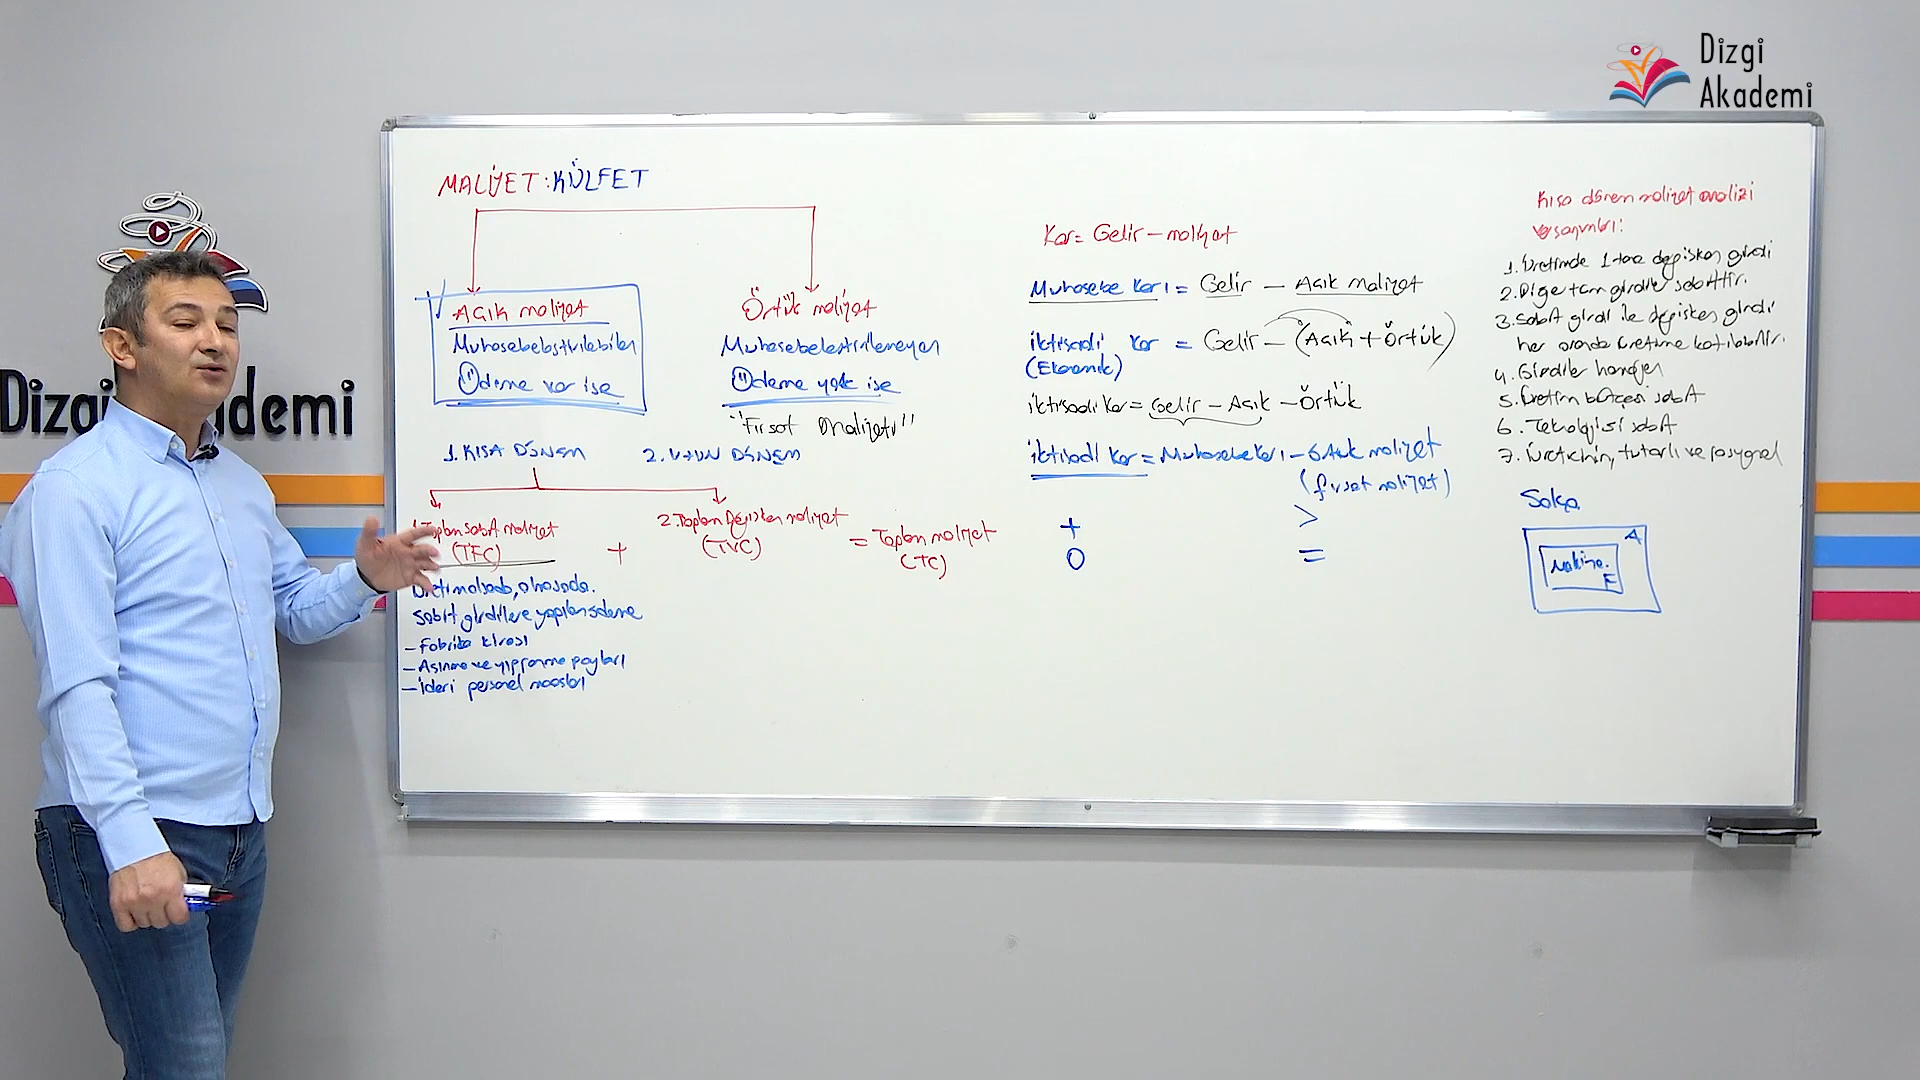 Dizgi
Akademi
Dizgi Akademi
MALİYET: KÜLFET
Açık maliyet
Muhasebeleştirilebilen
Ödeme var ise
Örtük maliyet
Muhasebeleştirilemeyen
Ödeme yok ise
"Fırsat maliyeti"
1. KISA DÖNEM
2. UZUN DÖNEM
1. Toplam sabit maliyet
(TFC)
+
2. Toplam Değişken maliyet
(TVC)
= Toplam maliyet
(TC)
Üretim olsada, olmasada.
Sabit girdilere yapılan ödeme
- Fabrika kirası
- Aşınma ve yıpranma payları
- İdari personel maaşları
Kar = Gelir - maliyet
Muhasebe karı = Gelir - Açık maliyet
İktisadi kar = Gelir - (Açık + Örtük)
(Ekonomik)
İktisadi kar = Gelir - Açık - Örtük
İktisadi kar = Muhasebe karı - maliyet
(fırsat maliyet)
+ >
0 =
Kısa dönem maliyet analizi
varsayımları:
1. Üretimde 1 tane değişken girdi
2. Diğer tüm girdiler sabittir.
3. Sabit girdi ile değişken girdi
her oranda üretime katılabilir.
4. Girdiler homojen
5. Üretim bütçesi sabit
6. Teknoloji sabit
7. Üreticinin, tutarlı ve rasyonel
Salça
A
Makine
F